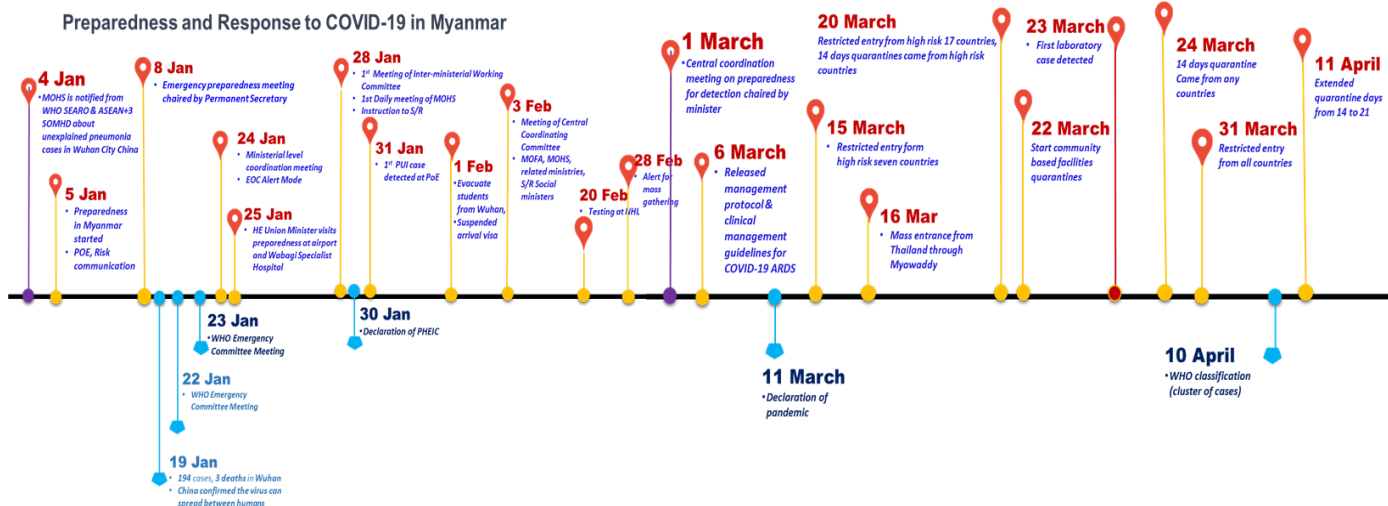 Preparedness and Response to COVID-19 in Myanmar
4 Jan
•MOHS is notified from
WHO SEARO & ASEAN+3
SOMHD about
unexplained pneumonia
cases in Wuhan City China
5 Jan
• Preparedness
in Myanmar
started
• POE, Risk
communication
8 Jan
• Emergency preparedness meeting
chaired by Permanent Secretary
24 Jan
• Ministerial level
coordination meeting
• EOC Alert Mode
25 Jan
• HE Union Minister visits
preparedness at airport
and Wabagi Specialist
Hospital
28 Jan
• 1st Meeting of Inter-ministerial Working
Committee
• 1st Daily meeting of MOHS
• Instruction to S/R
31 Jan
• 1st PUI case
detected at PoE
1 Feb
•Evacuate
students
from Wuhan,
•Suspended
arrival visa
3 Feb
• Meeting of Central
Coordinating
Committee
• MOFA, MOHS,
related ministries,
S/R Social
ministers
20 Feb
• Testing at NHL
28 Feb
• Alert for
mass
gathering
1 March
•Central coordination
meeting on preparedness
for detection chaired by
minister
6 March
• Released
management
protocol &
clinical
management
guidelines for
COVID-19 ARDS
20 March
Restricted entry from high risk 17 countries,
14 days quarantines came from high risk
countries
15 March
• Restricted entry form
high risk seven countries
16 Mar
• Mass entrance from
Thailand through
Myawaddy
23 March
• First laboratory
case detected
22 March
Start community
based facilities
quarantines
24 March
14 days quarantine
Came from any
countries
31 March
Restricted entry
from all countries
11 April
Extended
quarantine days
from 14 to 21
23 Jan
•WHO Emergency
Committee Meeting
22 Jan
• WHO Emergency
Committee Meeting
19 Jan
• 194 cases, 3 deaths in Wuhan
• China confirmed the virus can
spread between humans
30 Jan
•Declaration of PHEIC
11 March
•Declaration of
pandemic
10 April
•WHO classification
(cluster of cases)